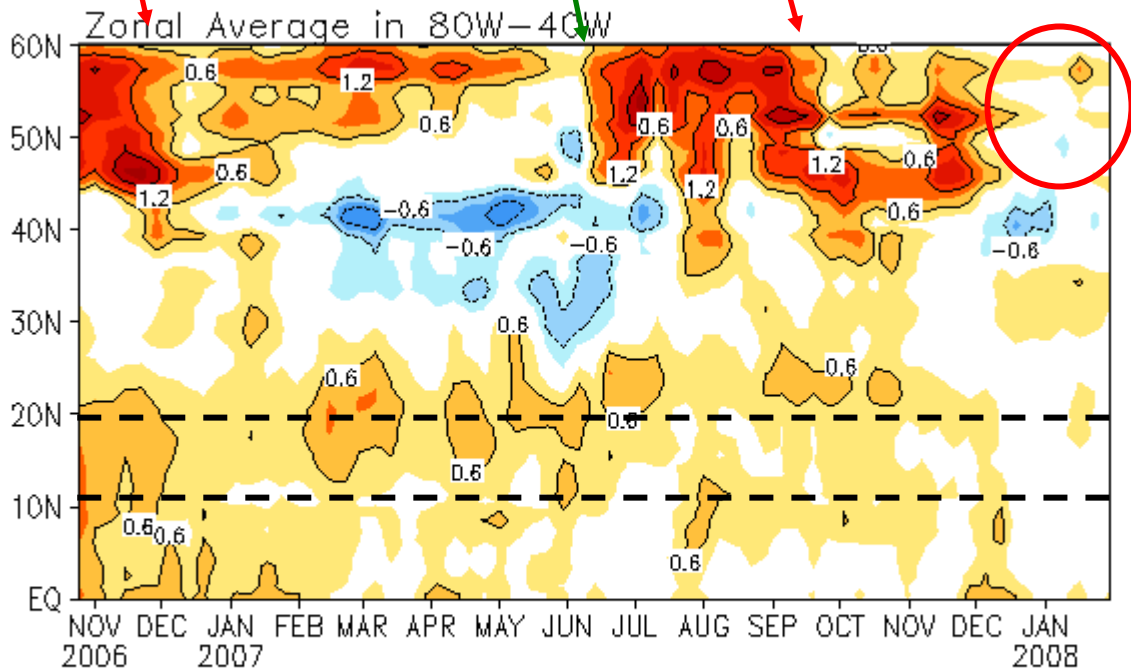 Zonal Average in 80W-40W
60N
0.6
0.6
1.2
0.6
0.6
0.6
50N
1.2
0.6
0.6
1.2
1.2
1.2
-0.6
0.6
40N
-0.6
-0.6
-0.6
30N
0.6
0.6
0.6
20N
0.6
0.6
10N
0.6
0.6
0.6
EQ
NOV DEC JAN FEB MAR APR MAY JUN JUL AUG SEP OCT NOV DEC JAN
2006 2007 2008